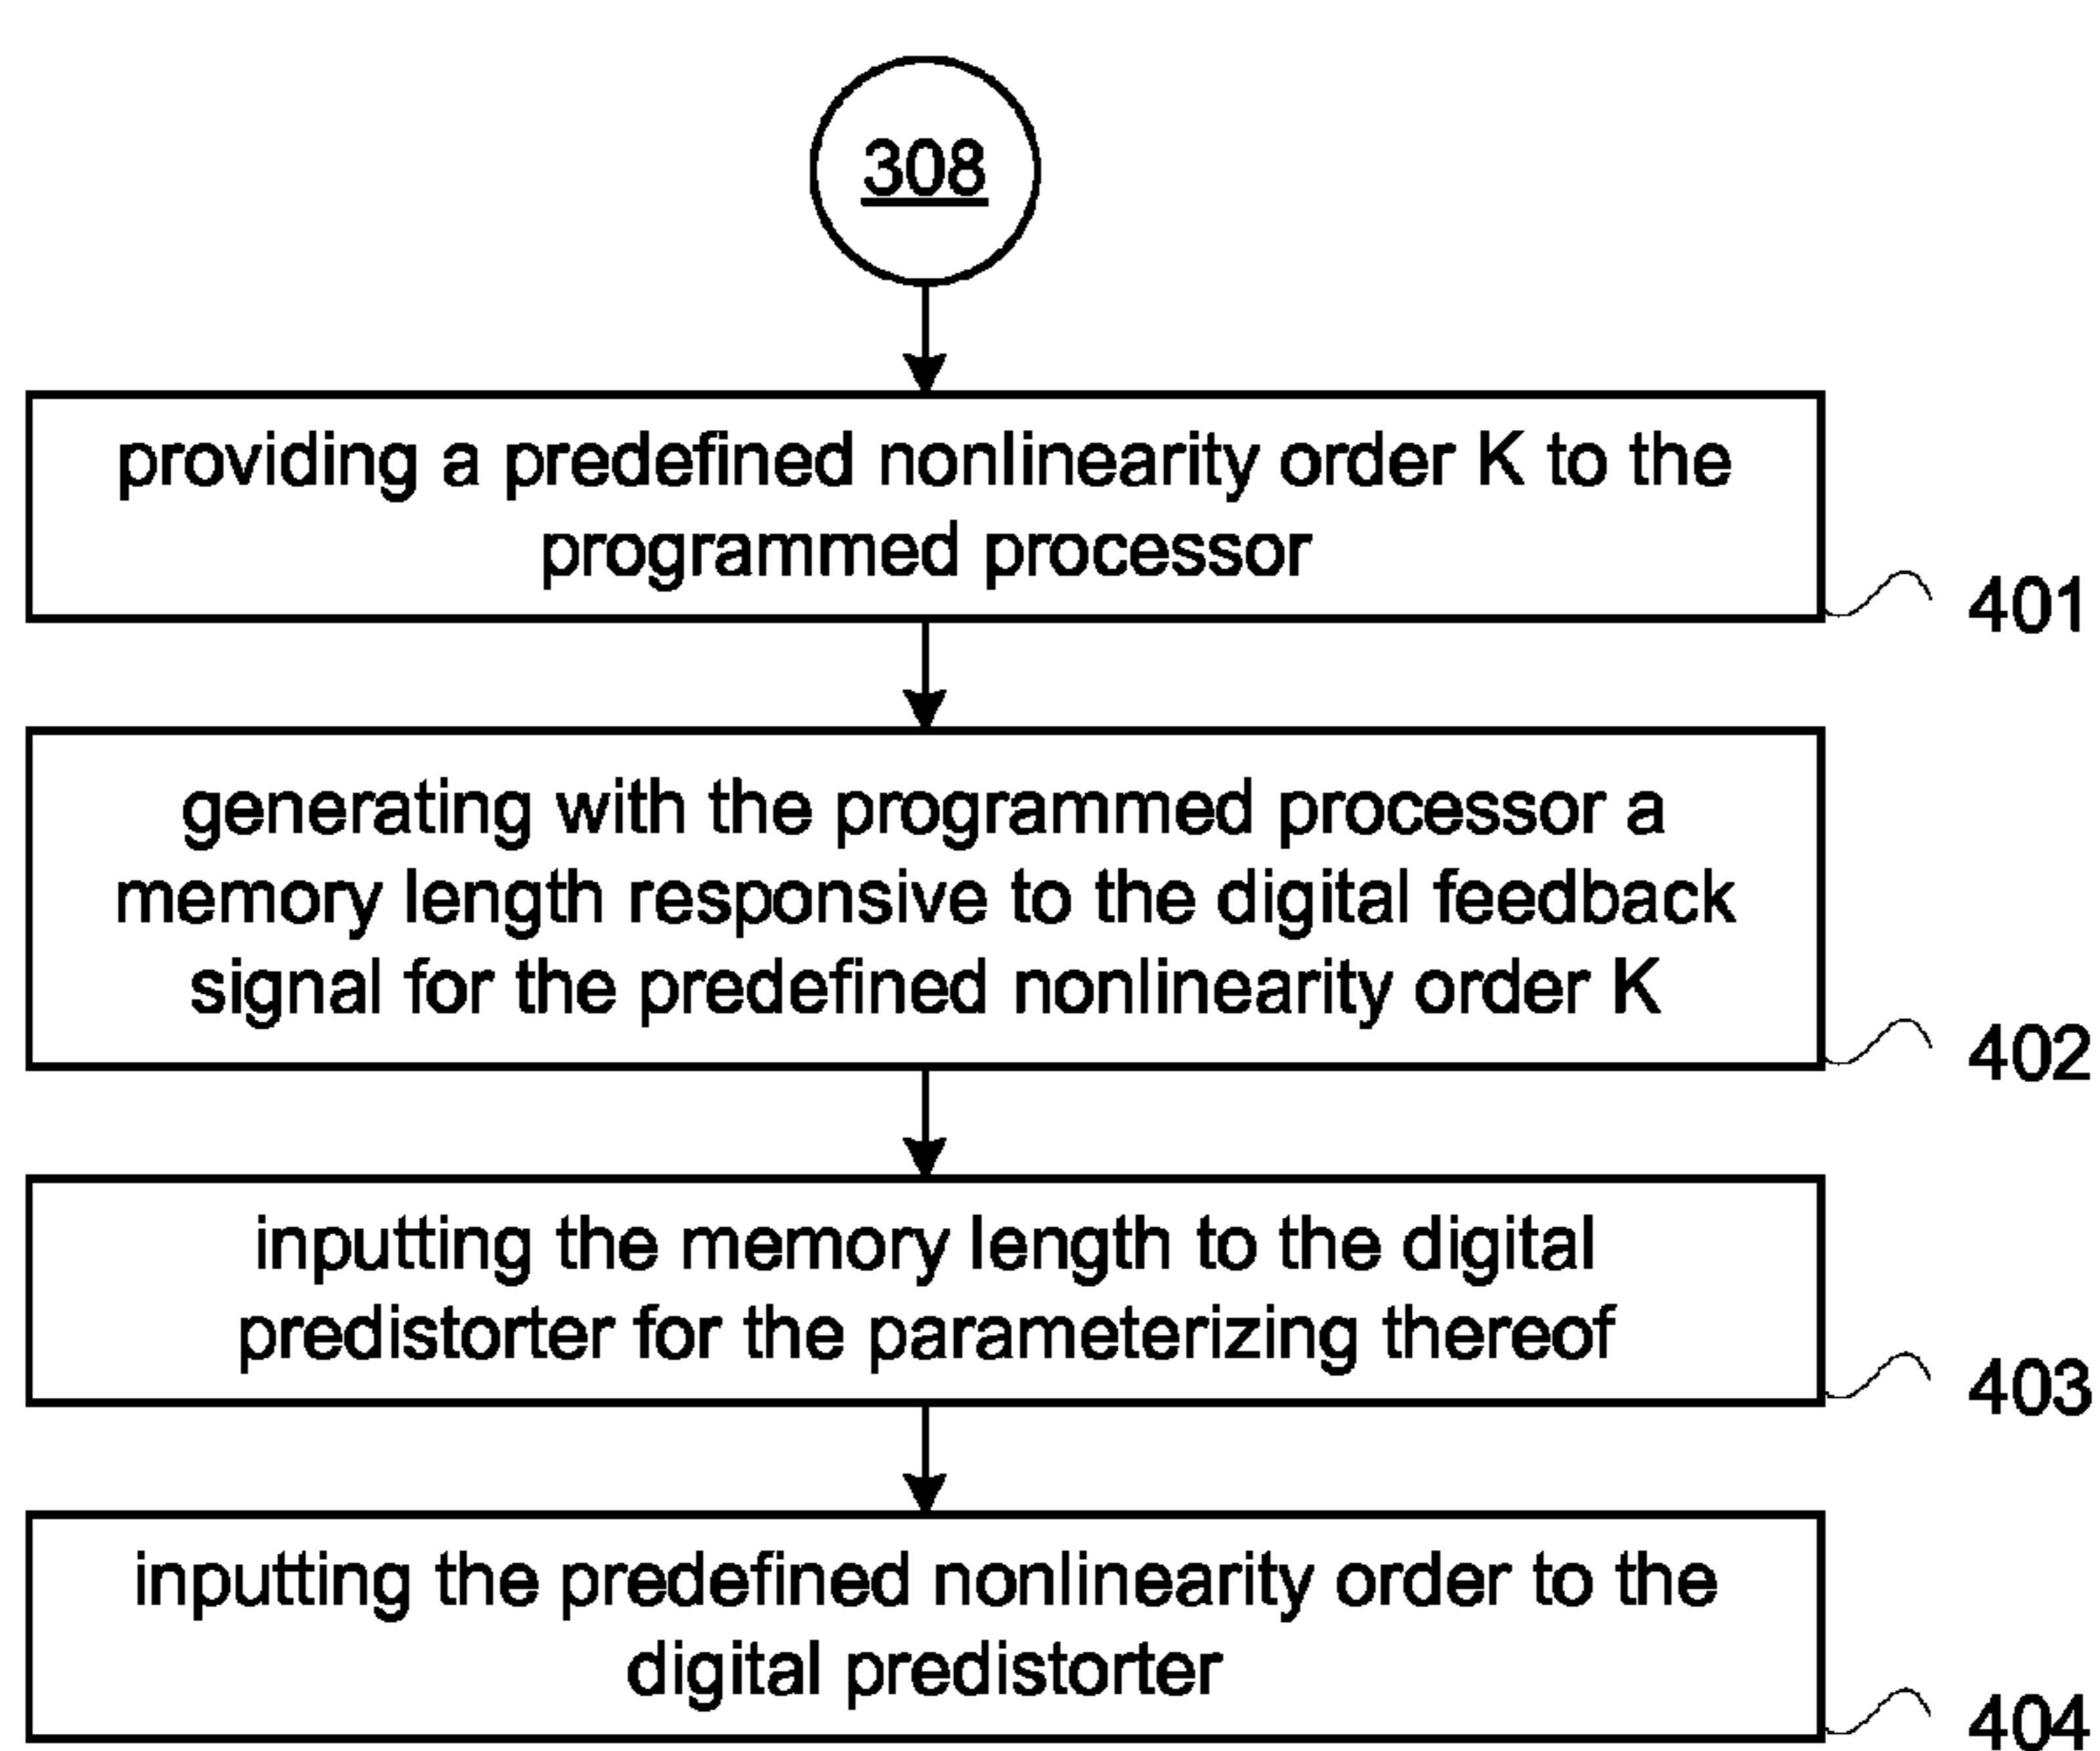 308
providing a predefined nonlinearity order K to the
programmed processor
401
generating with the programmed processor a
memory length responsive to the digital feedback
signal for the predefined nonlinearity order K
402
inputting the memory length to the digital
predistorter for the parameterizing thereof
403
inputting the predefined nonlinearity order to the
digital predistorter
404